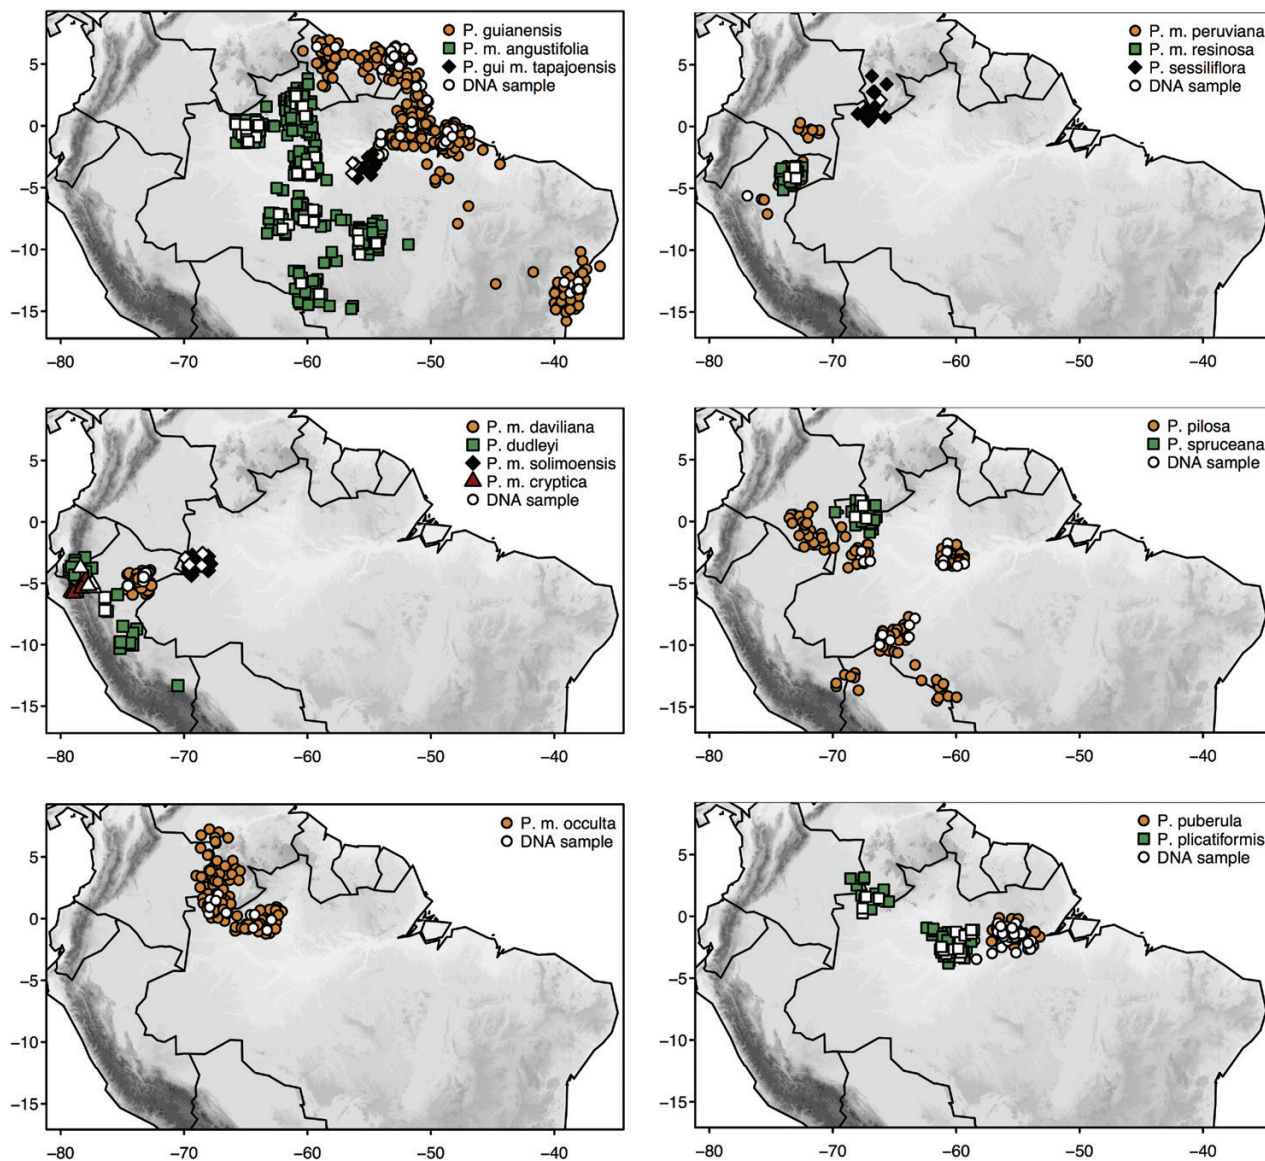 P. guianensis
P. m. angustifolia
P. gui m. tapajoensis
DNA sample
5
0
−5
−10
−15
−80
−70
−60
−50
−40
P. m. peruviana
P. m. resinosa
P. sessiliflora
DNA sample
5
0
−5
−10
−15
−80
−70
−60
−50
−40
P. m. daviliana
P. dudleyi
P. m. solimoensis
P. m. cryptica
DNA sample
5
0
−5
−10
−15
−80
−70
−60
−50
−40
P. pilosa
P. spruceana
DNA sample
5
0
−5
−10
−15
−80
−70
−60
−50
−40
P. m. occulta
DNA sample
5
0
−5
−10
−15
−80
−70
−60
−50
−40
P. puberula
P. plicatiformis
DNA sample
5
0
−5
−10
−15
−80
−70
−60
−50
−40